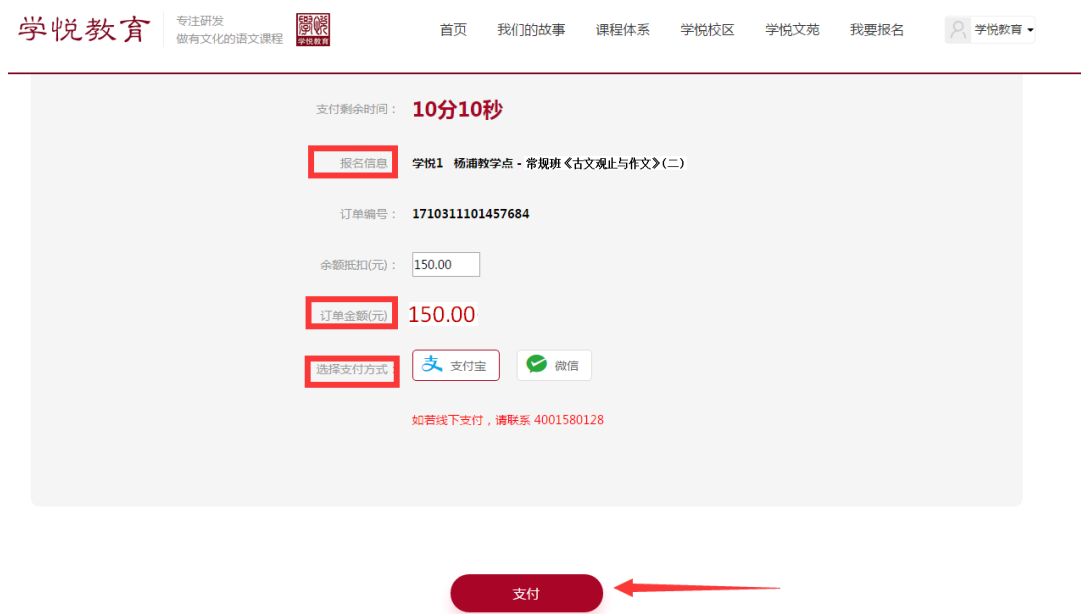 学悦教育
专注研发
做有文化的语文课程
学悦教育
首页 我们的故事 课程体系 学悦校区 学悦文苑 我要报名 学悦教育
支付剩余时间： 10分10秒
报名信息 学悦1 杨浦教学点 - 常规班《古文观止与作文》(二)
订单编号： 1710311101457684
余额抵扣(元)： 150.00
订单金额(元) 150.00
选择支付方式： 支付宝 微信
如若线下支付，请联系 4001580128
支付